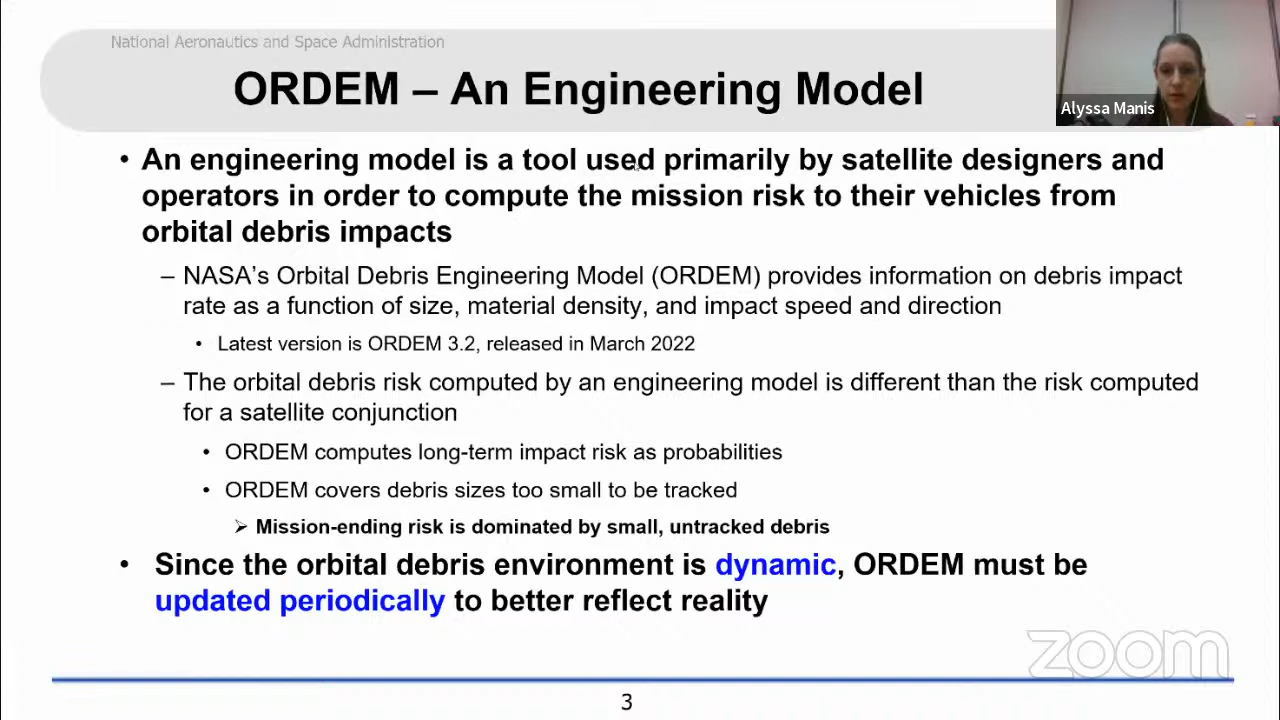 National Aeronautics and Space Administration
ORDEM – An Engineering Model
Alyssa Manis
• An engineering model is a tool used primarily by satellite designers and
operators in order to compute the mission risk to their vehicles from
orbital debris impacts
– NASA’s Orbital Debris Engineering Model (ORDEM) provides information on debris impact
rate as a function of size, material density, and impact speed and direction
• Latest version is ORDEM 3.2, released in March 2022
– The orbital debris risk computed by an engineering model is different than the risk computed
for a satellite conjunction
• ORDEM computes long-term impact risk as probabilities
• ORDEM covers debris sizes too small to be tracked
➢ Mission-ending risk is dominated by small, untracked debris
• Since the orbital debris environment is dynamic, ORDEM must be
updated periodically to better reflect reality
zoom
3